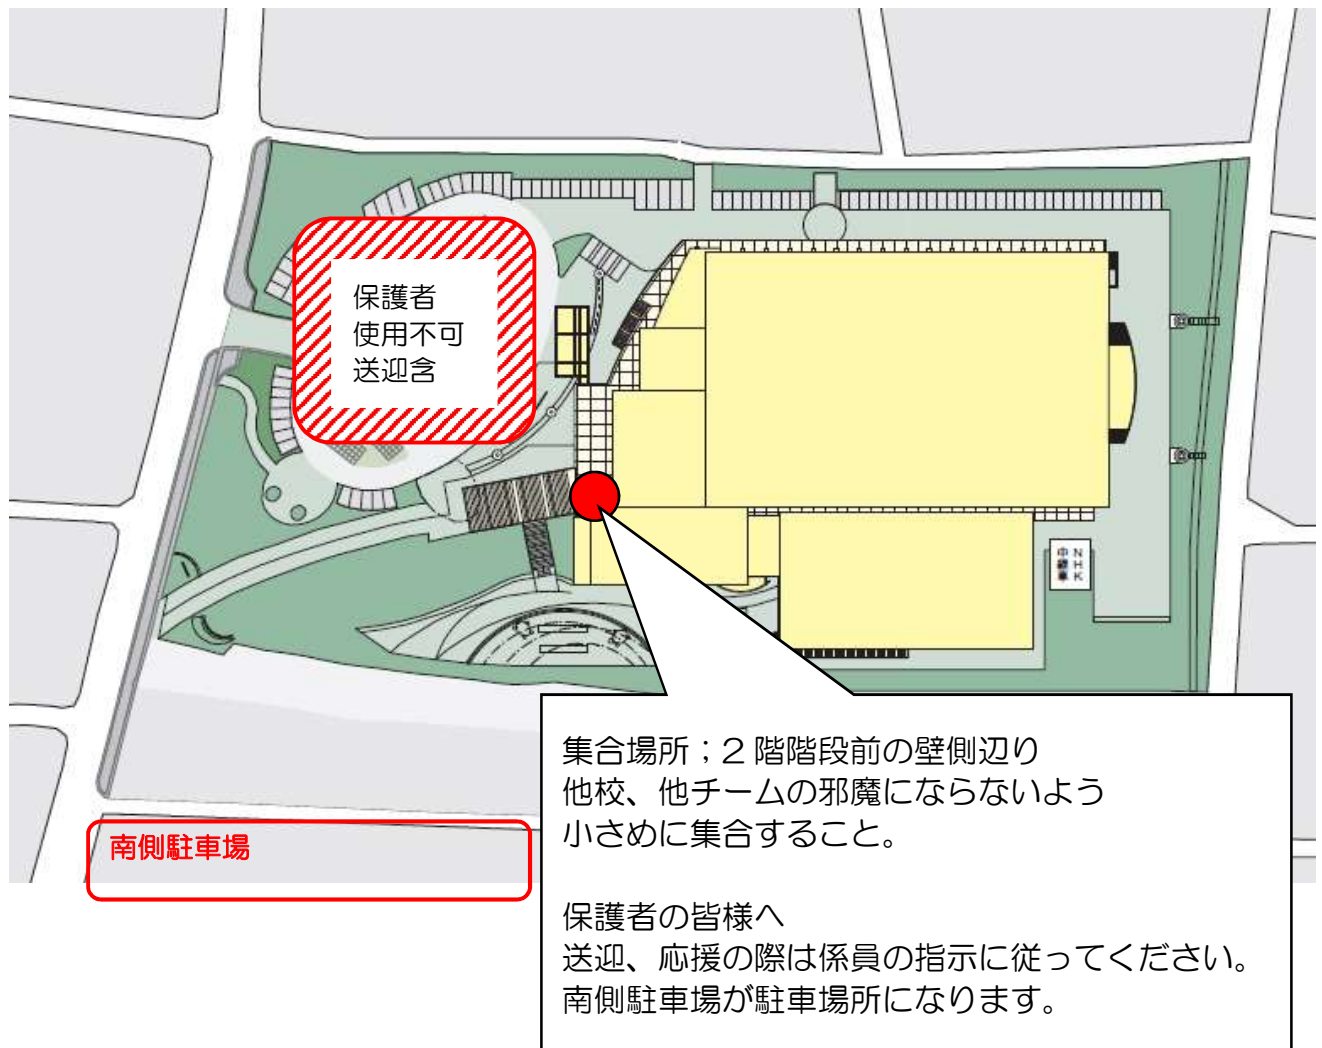 保護者
使用不可
送迎含
NHK
中継車
南側駐車場
集合場所；2階階段前の壁側辺り
他校、他チームの邪魔にならないよう
小さめに集合すること。
保護者の皆様へ
送迎、応援の際は係員の指示に従ってください。
南側駐車場が駐車場所になります。